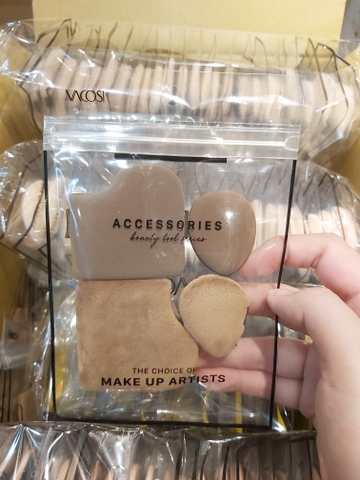 VACOSI
ACCESSORIES
beauty tool series
THE CHOICE OF
MAKE UP ARTISTS